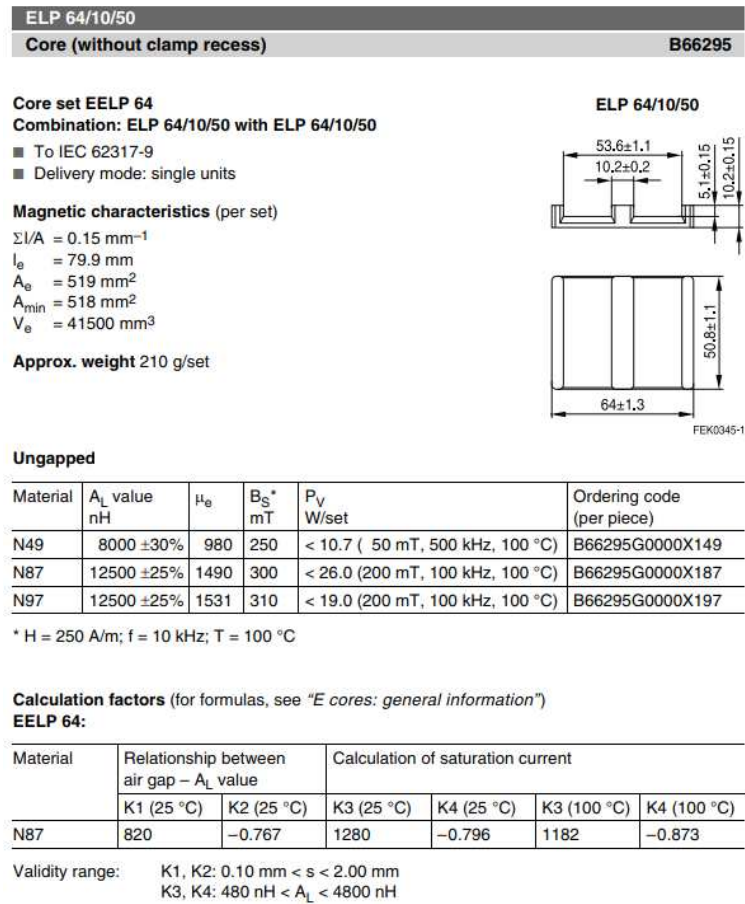 ELP 64/10/50
Core (without clamp recess) B66295
Core set EELP 64
Combination: ELP 64/10/50 with ELP 64/10/50
■ To IEC 62317-9
■ Delivery mode: single units
Magnetic characteristics (per set)
Σl/A = 0.15 mm⁻¹
lₑ = 79.9 mm
Aₑ = 519 mm²
Aₘᵢₙ = 518 mm²
Vₑ = 41500 mm³
Approx. weight 210 g/set
ELP 64/10/50
53.6±1.1
10.2±0.2
5.1±0.15
10.2±0.15
50.8±1.1
64±1.3
FEK0345-1
Ungapped
Material A_L value nH μₑ B_S* mT P_V W/set Ordering code (per piece)
N49 8000 ±30% 980 250 < 10.7 ( 50 mT, 500 kHz, 100 °C) B66295G0000X149
N87 12500 ±25% 1490 300 < 26.0 (200 mT, 100 kHz, 100 °C) B66295G0000X187
N97 12500 ±25% 1531 310 < 19.0 (200 mT, 100 kHz, 100 °C) B66295G0000X197
* H = 250 A/m; f = 10 kHz; T = 100 °C
Calculation factors (for formulas, see "E cores: general information")
EELP 64:
Material Relationship between air gap – A_L value Calculation of saturation current
K1 (25 °C) K2 (25 °C) K3 (25 °C) K4 (25 °C) K3 (100 °C) K4 (100 °C)
N87 820 –0.767 1280 –0.796 1182 –0.873
Validity range: K1, K2: 0.10 mm < s < 2.00 mm
K3, K4: 480 nH < A_L < 4800 nH